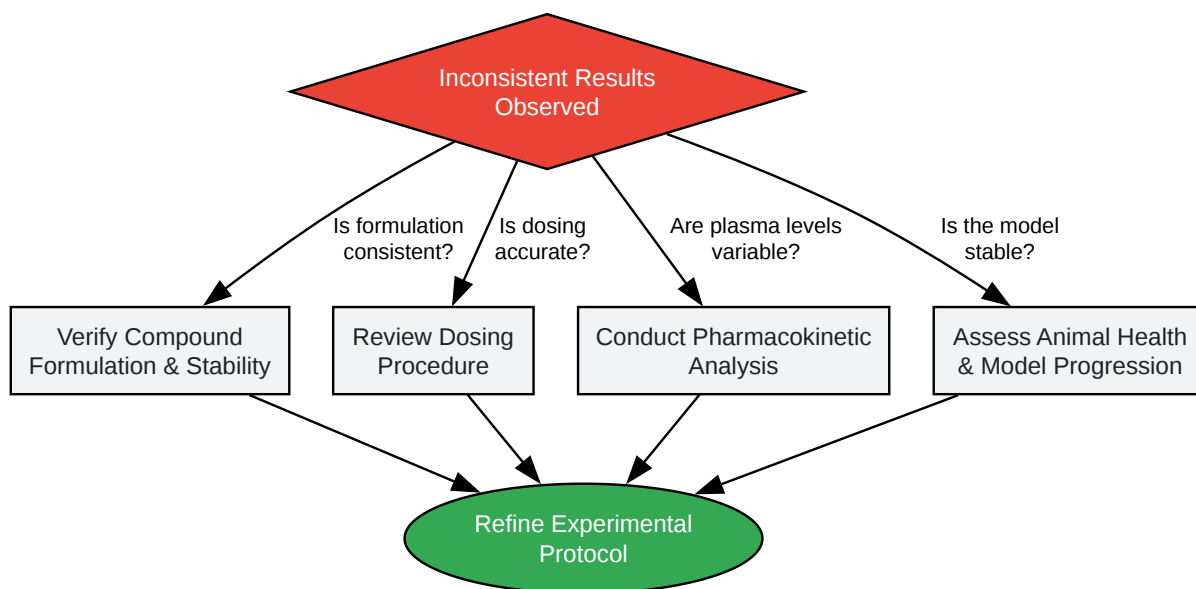 Inconsistent Results
Observed
Is formulation
consistent?
Is dosing
accurate?
Are plasma levels
variable?
Is the model
stable?
Verify Compound
Formulation & Stability
Review Dosing
Procedure
Conduct Pharmacokinetic
Analysis
Assess Animal Health
& Model Progression
Refine Experimental
Protocol